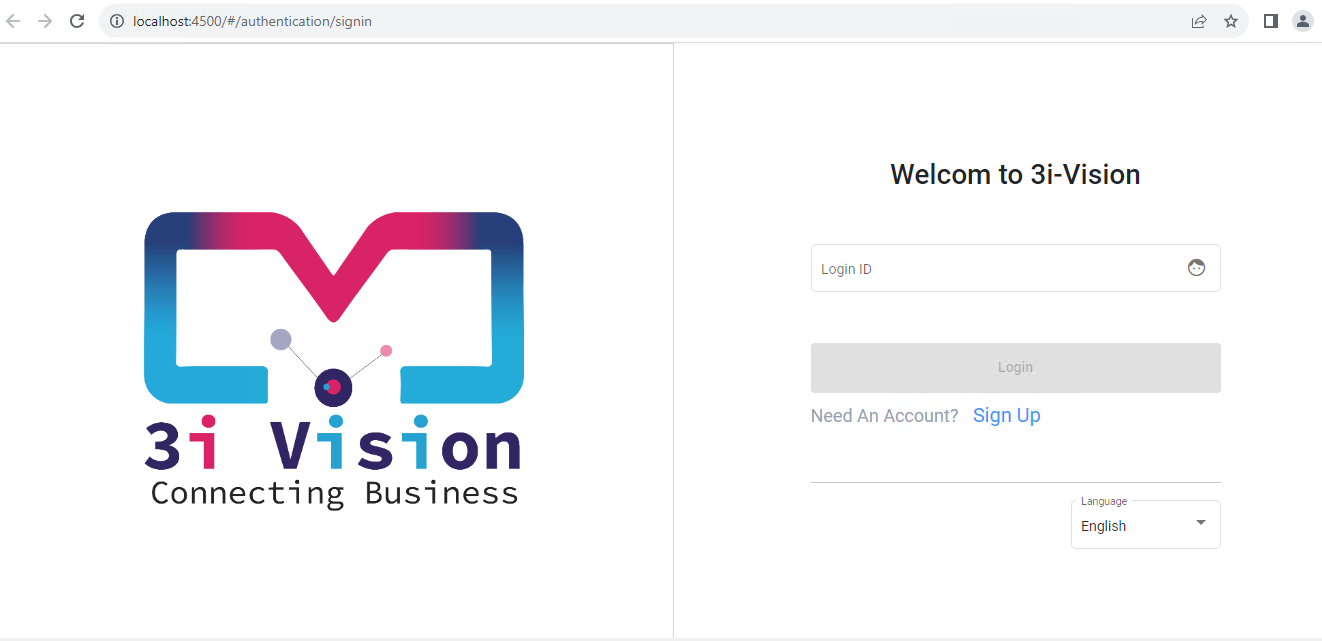 localhost:4500/#/authentication/signin
3i Vision
Connecting Business
Welcom to 3i-Vision
Login ID
Login
Need An Account? Sign Up
Language
English